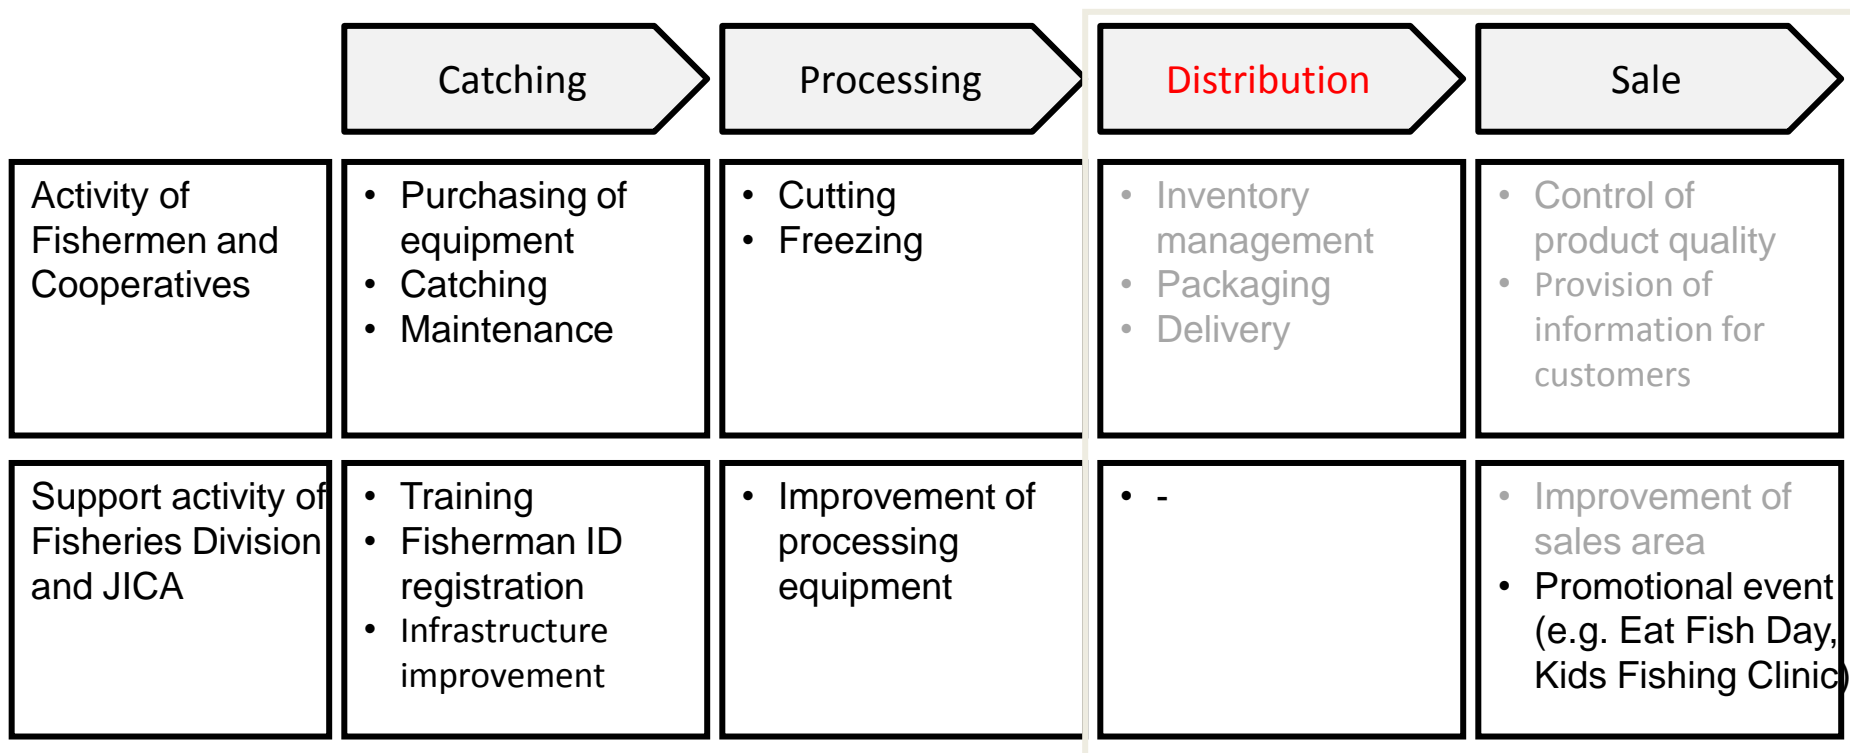 Catching
Processing
Distribution
Sale
Activity of
Fishermen and
Cooperatives
• Purchasing of
equipment
• Catching
• Maintenance
• Cutting
• Freezing
• Inventory
management
• Packaging
• Delivery
• Control of
product quality
• Provision of
information for
customers
Support activity of
Fisheries Division
and JICA
• Training
• Fisherman ID
registration
• Infrastructure
improvement
• Improvement of
processing
equipment
• -
• Improvement of
sales area
• Promotional event
(e.g. Eat Fish Day,
Kids Fishing Clinic)